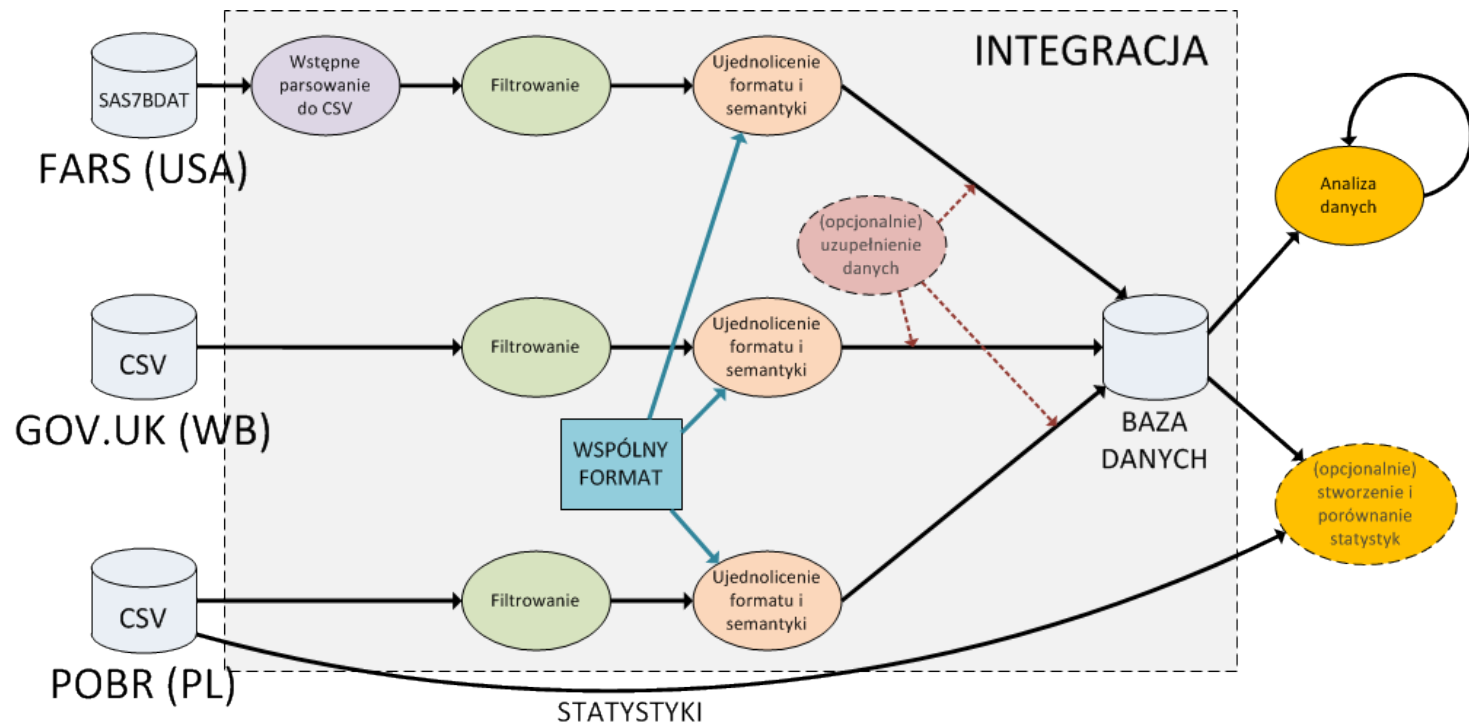 INTEGRACJA
SAS7BDAT
FARS (USA)
Wstępne
parsowanie
do CSV
Filtrowanie
Ujednolicenie
formatu i
semantyki
(opcjonalnie)
uzupełnienie
danych
Analiza
danych
CSV
GOV.UK (WB)
Filtrowanie
Ujednolicenie
formatu i
semantyki
WSPÓLNY
FORMAT
BAZA
DANYCH
(opcjonalnie)
stworzenie i
porównanie
statystyk
CSV
POBR (PL)
Filtrowanie
Ujednolicenie
formatu i
semantyki
STATYSTYKI